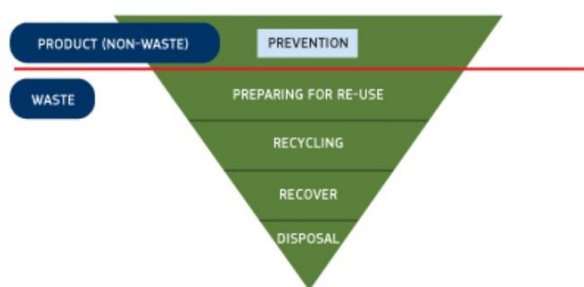 PRODUCT (NON-WASTE)
PREVENTION
WASTE
PREPARING FOR RE-USE
RECYCLING
RECOVER
DISPOSAL